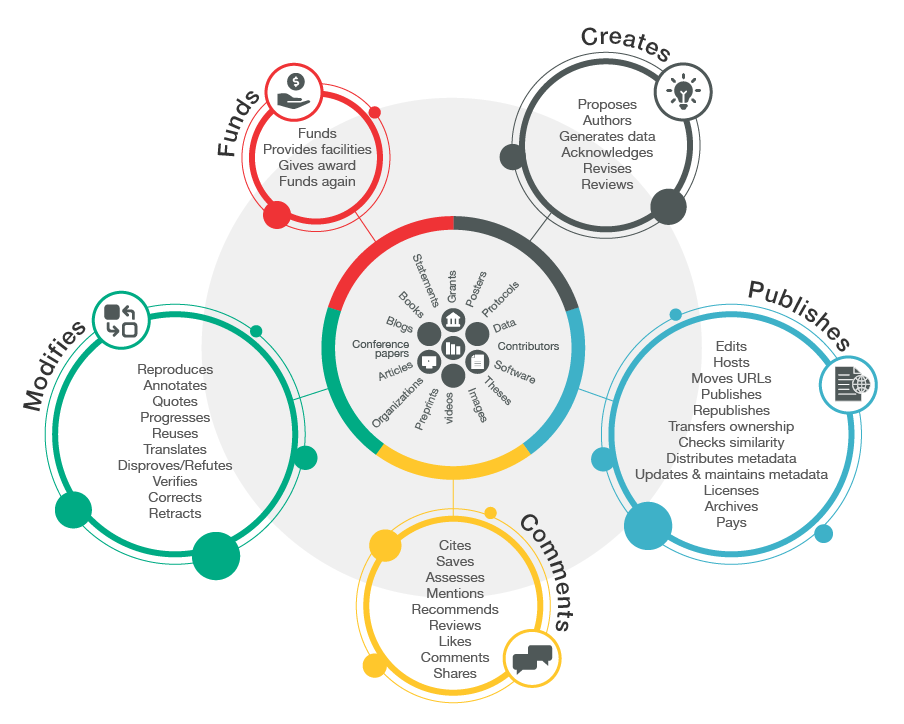 Creates
Proposes
Authors
Generates data
Acknowledges
Revises
Reviews
Funds
Funds
Provides facilities
Gives award
Funds again
$
Statements
Grants
Posters
Protocols
Data
Contributors
Software
Theses
Images
videos
Preprints
Organizations
Articles
Conference
papers
Blogs
Books
Publishes
Edits
Hosts
Moves URLs
Publishes
Republishes
Transfers ownership
Checks similarity
Distributes metadata
Updates & maintains metadata
Licenses
Archives
Pays
Modifies
Reproduces
Annotates
Quotes
Progresses
Reuses
Translates
Disproves/Refutes
Verifies
Corrects
Retracts
Comments
Cites
Saves
Assesses
Mentions
Recommends
Reviews
Likes
Comments
Shares